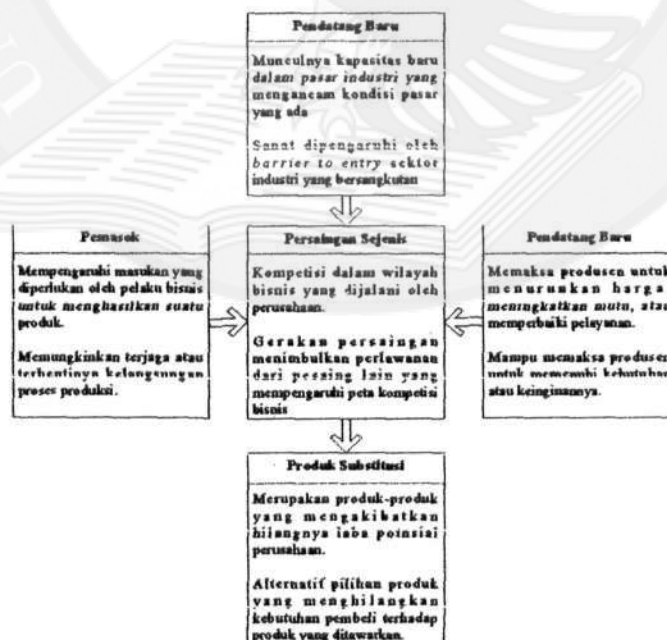 Pendatang Baru
Munculnya kapasitas baru
dalam pasar industri yang
mengancam kondisi pasar
yang ada
Sanat dipengaruhi oleh
barrier to entry sektor
industri yang bersangkutan
Pemasok
Mempengaruhi masukan yang
diperlukan oleh pelaku bisnis
untuk menghasilkan suatu
produk.
Memungkinkan terjaga atau
terhentinya kelangsungan
proses produksi.
Persaingan Sejenis
Kompetisi dalam wilayah
bisnis yang dijalani oleh
perusahaan.
Gerakan persaingan
menimbulkan perlawanan
dari pesaing lain yang
mempengaruhi peta kompetisi
bisnis
Pendatang Baru
Memaksa produsen untuk
menurunkan harga,
meningkatkan mutu, atau
memperbaiki pelayanan.
Mampu memaksa produsen
untuk memenuhi kebutuhan
atau keinginannya.
Produk Substitusi
Merupakan produk-produk
yang mengakibatkan
hilangnya laba potnsial
perusahaan.
Alternatif pilihan produk
yang menghilangkan
kebutuhan pembeli terhadap
produk yang ditawarkan.